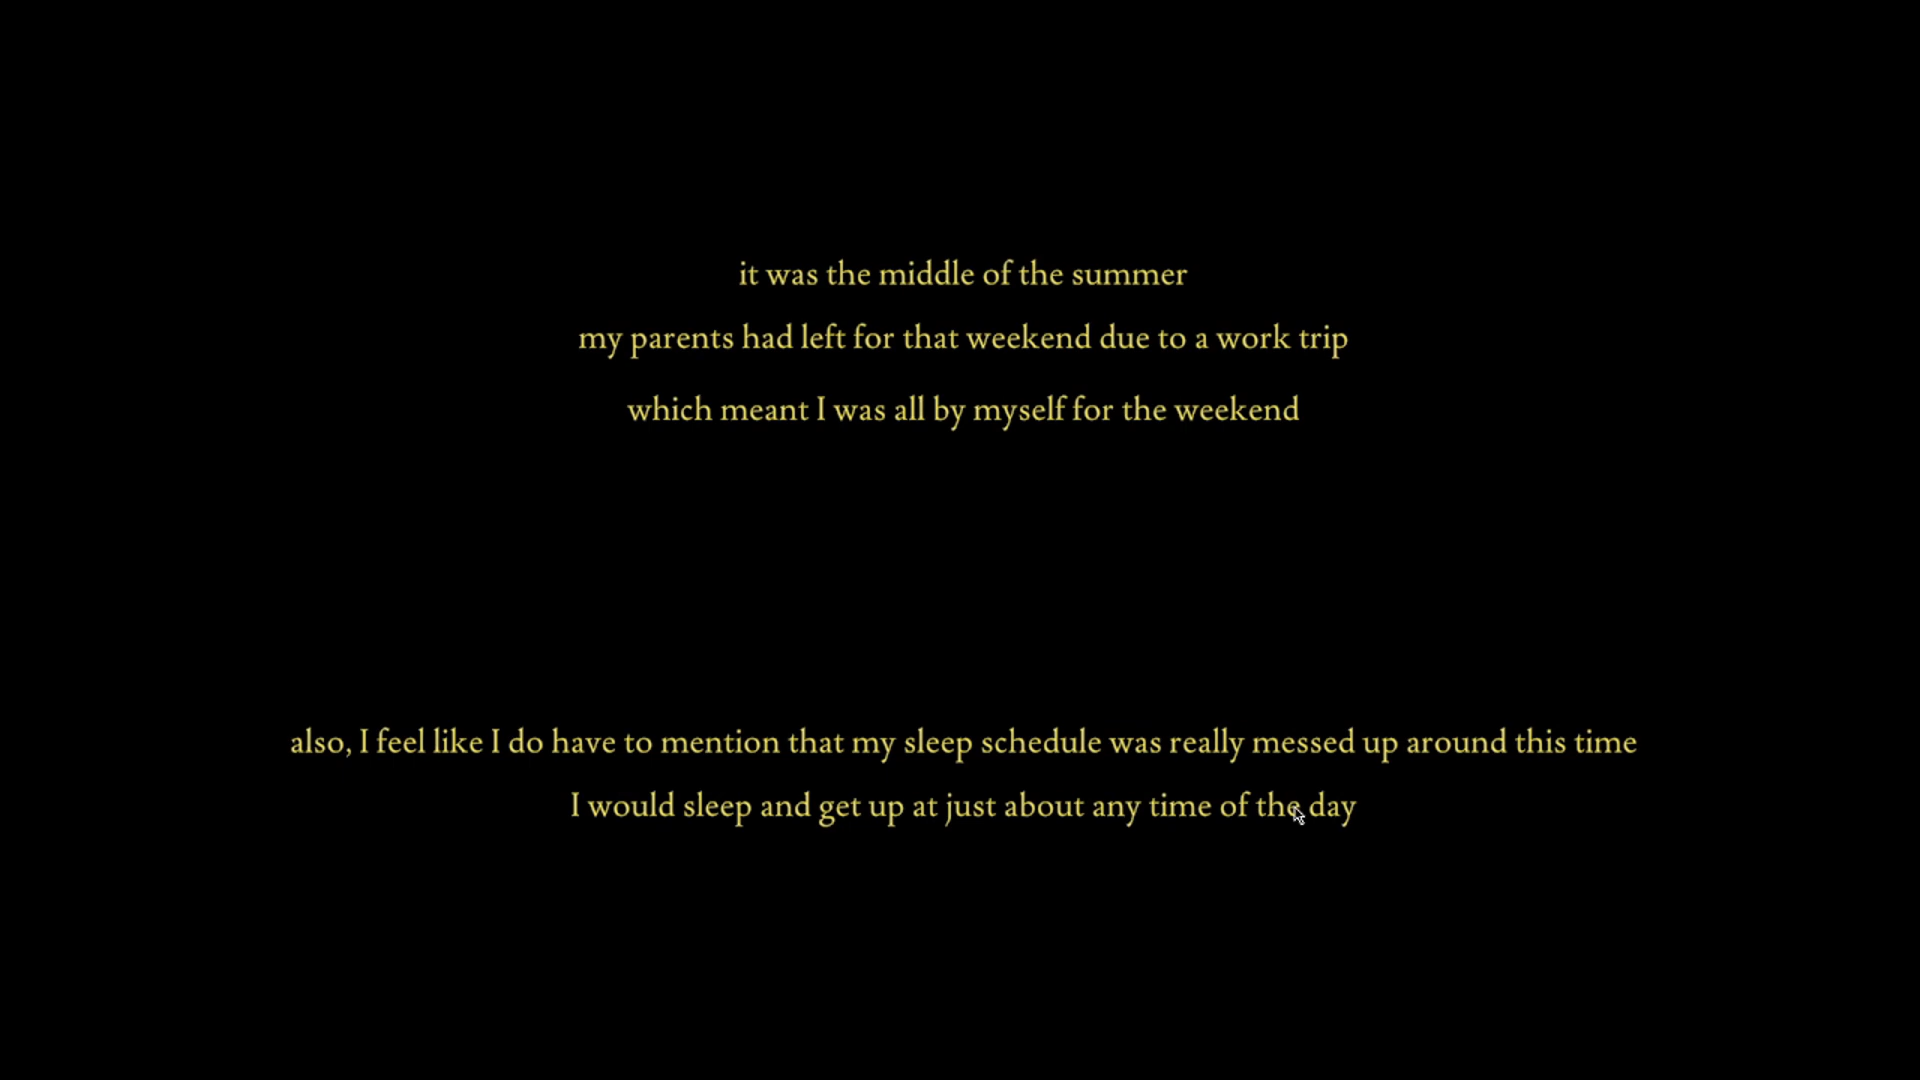 it was the middle of the summer
my parents had left for that weekend due to a work trip
which meant I was all by myself for the weekend
also, I feel like I do have to mention that my sleep schedule was really messed up around this time
I would sleep and get up at just about any time of the day